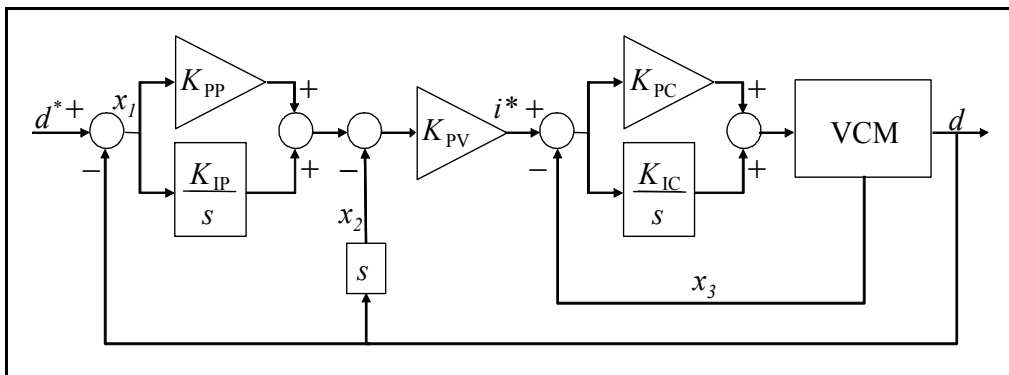 d* +
x1
−
KPP
+
KIP
s
+
−
x2
s
KPV
i* +
−
KPC
+
KIC
s
+
VCM
d
x3